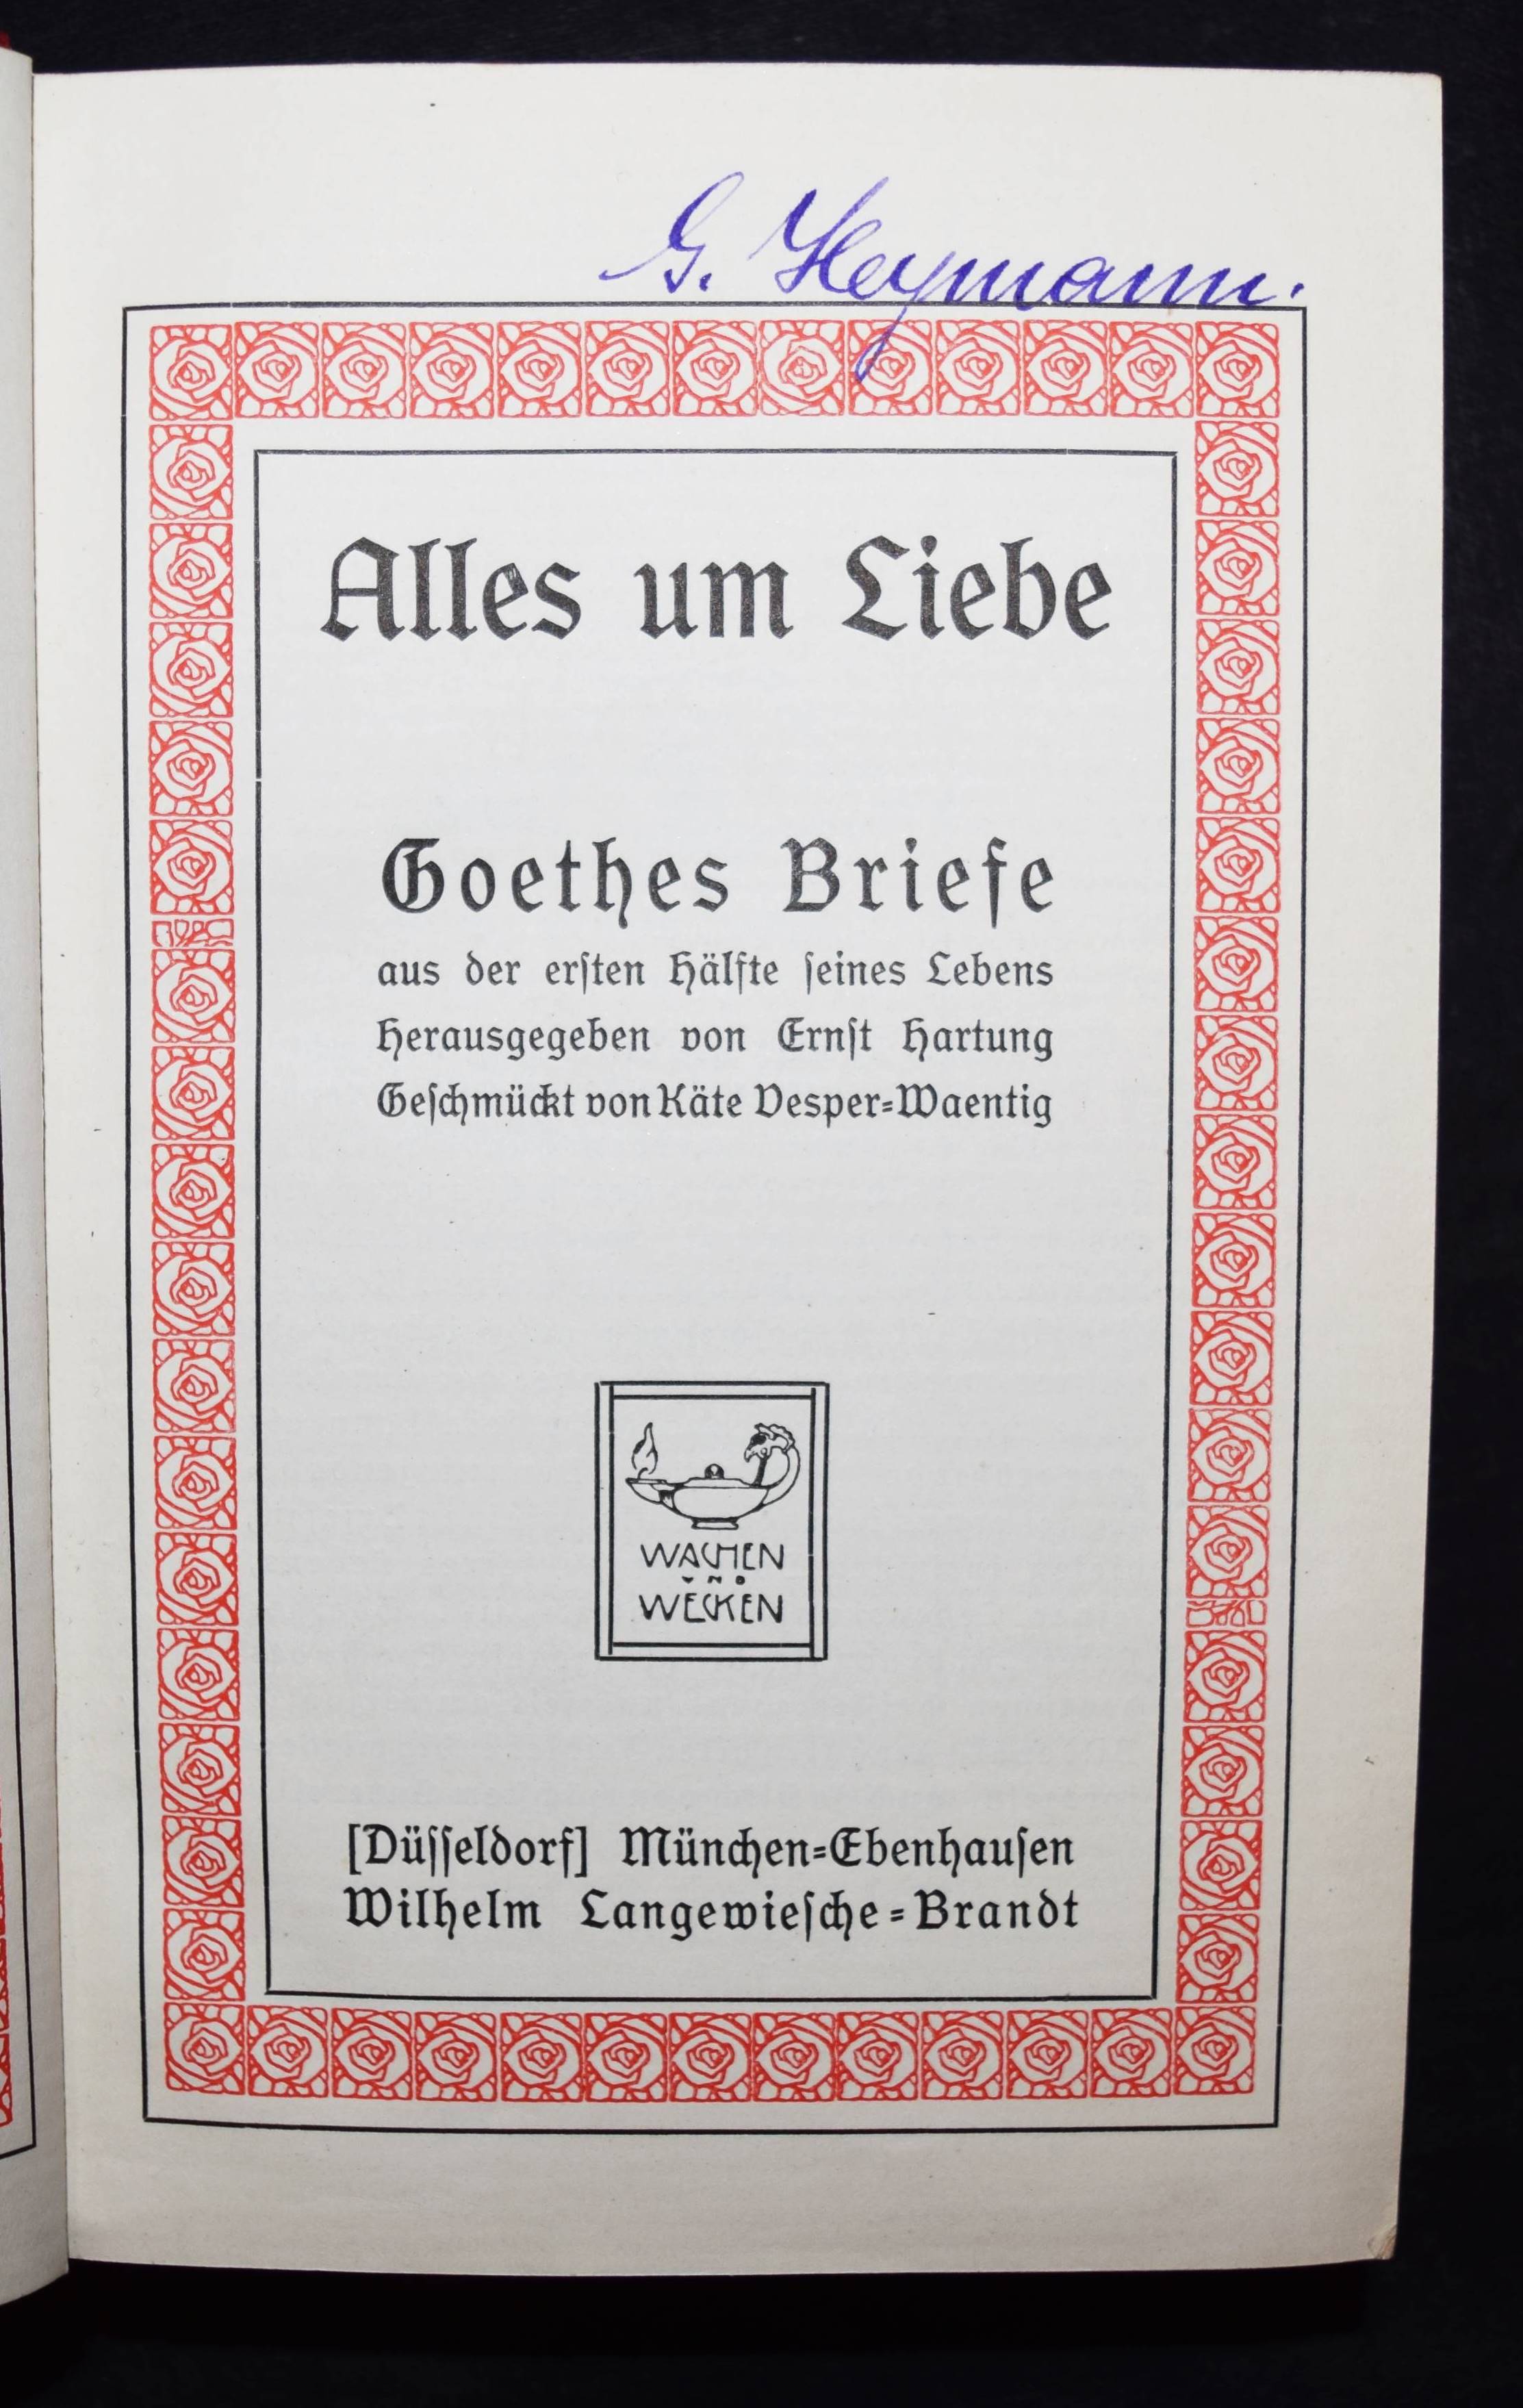 G. Heymann.
Alles um Liebe
Goethes Briefe
aus der erſten Hälfte ſeines Lebens
Herausgegeben von Ernſt Hartung
Geſchmückt von Käte Vesper-Waentig
WACHEN
UND
WECKEN
[Düſſeldorf] München-Ebenhauſen
Wilhelm Langewieſche-Brandt